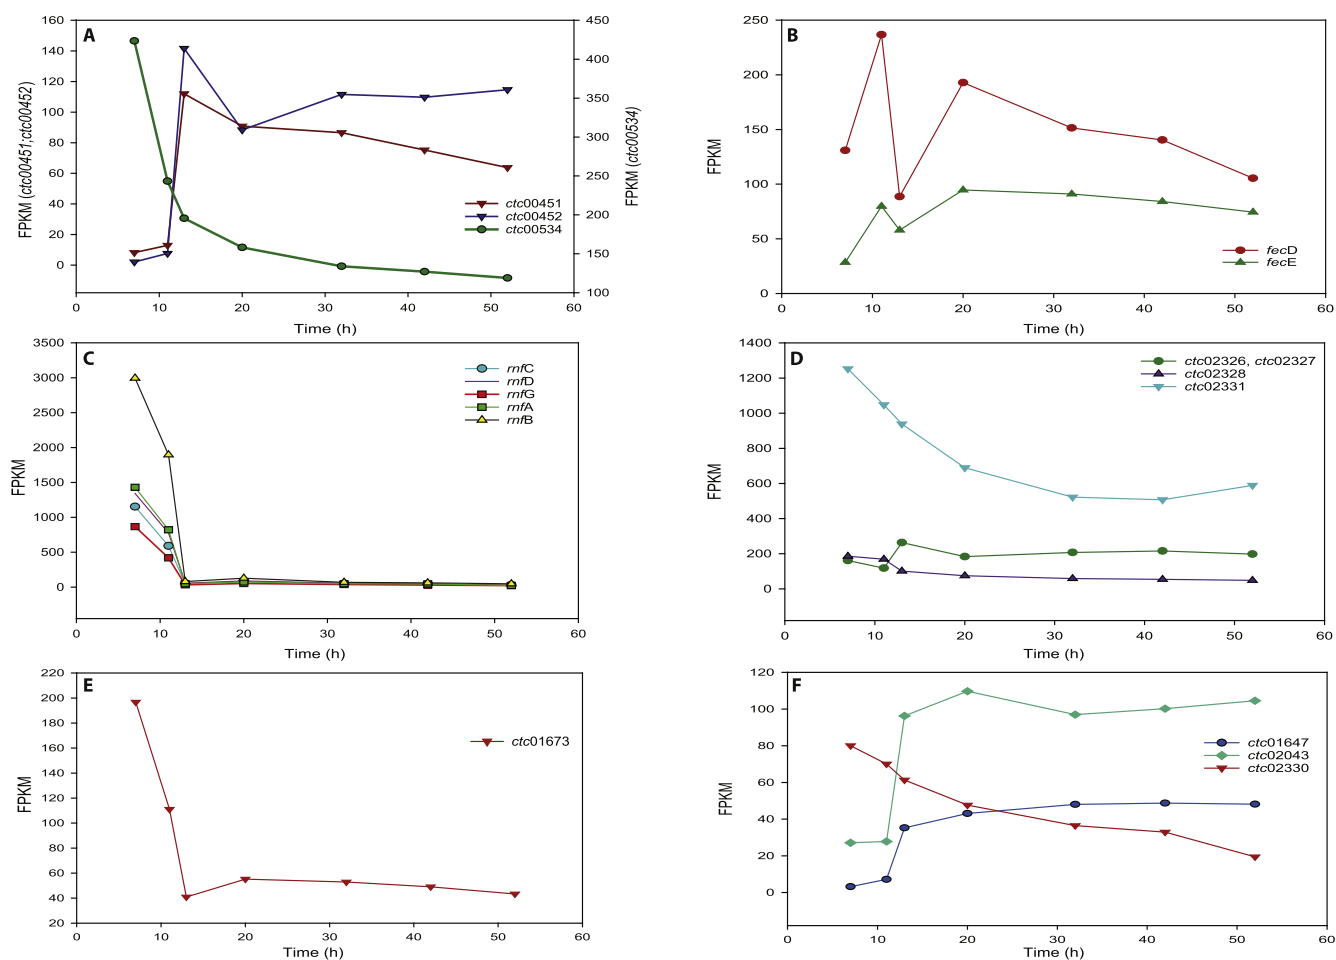 A
160
140
120
100
80
60
40
20
0
450
400
350
300
250
200
150
100
FPKM (ctc00451;ctc00452)
FPKM (ctc00534)
ctc00451
ctc00452
ctc00534
0 10 20 30 40 50 60
Time (h)
B
250
200
150
100
50
0
FPKM
fecD
fecE
0 10 20 30 40 50 60
Time (h)
C
3500
3000
2500
2000
1500
1000
500
0
FPKM
rnfC
rnfD
rnfG
rnfA
rnfB
0 10 20 30 40 50 60
Time (h)
D
1400
1200
1000
800
600
400
200
0
FPKM
ctc02326, ctc02327
ctc02328
ctc02331
0 10 20 30 40 50 60
Time (h)
E
220
200
180
160
140
120
100
80
60
40
20
FPKM
ctc01673
0 10 20 30 40 50 60
Time (h)
F
120
100
80
60
40
20
0
FPKM
ctc01647
ctc02043
ctc02330
0 10 20 30 40 50 60
Time (h)